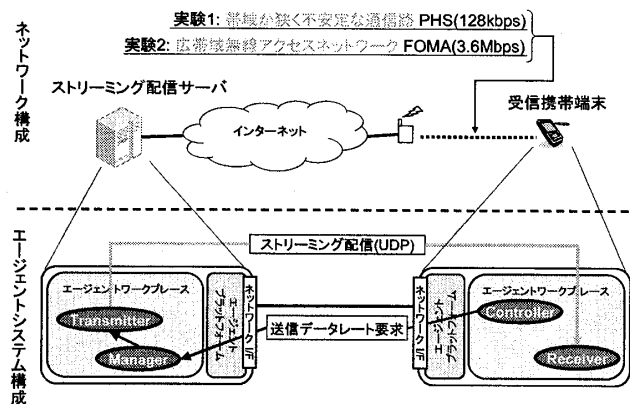 実験1: 帯域が狭く不安定な通信路 PHS(128kbps)
実験2: 広帯域無線アクセスネットワーク FOMA(3.6Mbps)
ネットワーク構成
ストリーミング配信サーバ
インターネット
受信携帯端末
エージェントシステム構成
ストリーミング配信(UDP)
エージェントワークプレース
Transmitter
Manager
エージェント
プラットフォーム
ネットワークI/F
送信データレート要求
ネットワークI/F
エージェント
プラットフォーム
エージェントワークプレース
Controller
Receiver